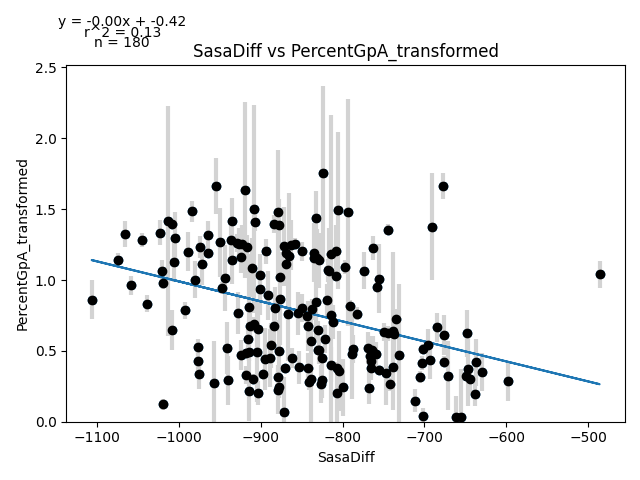 y = -0.00x + -0.42
r^2 = 0.13
n = 180
SasaDiff vs PercentGpA_transformed
2.5
2.0
1.5
1.0
0.5
0.0
PercentGpA_transformed
−1100 −1000 −900 −800 −700 −600 −500
SasaDiff